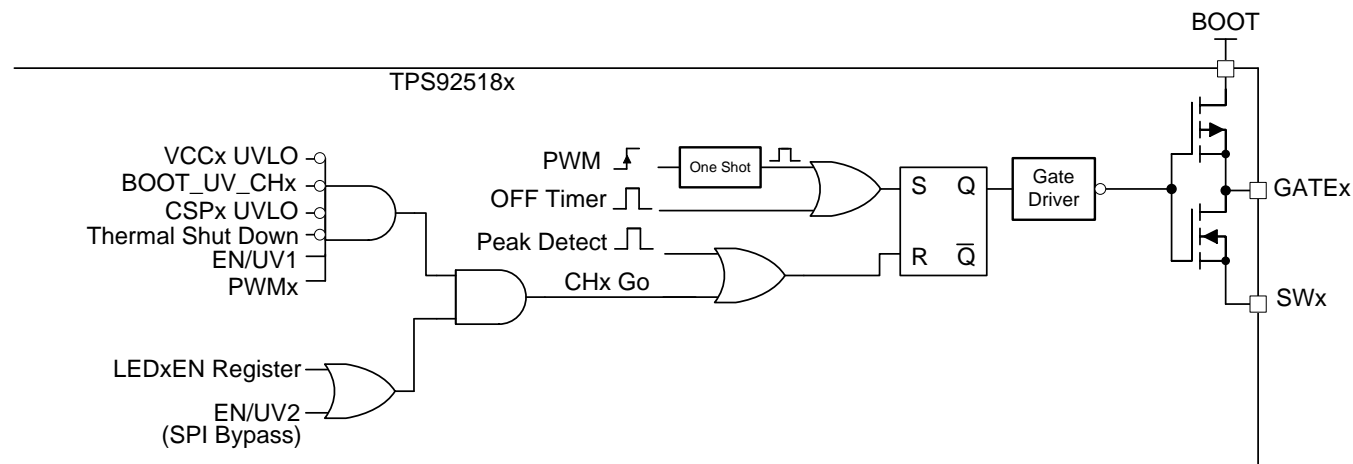 BOOT
TPS92518x
VCCx UVLO
BOOT_UV_CHx
CSPx UVLO
Thermal Shut Down
EN/UV1
PWMx
PWM
One Shot
OFF Timer
Peak Detect
CHx Go
S Q
R Q̅
Gate
Driver
GATEx
SWx
LEDxEN Register
EN/UV2
(SPI Bypass)